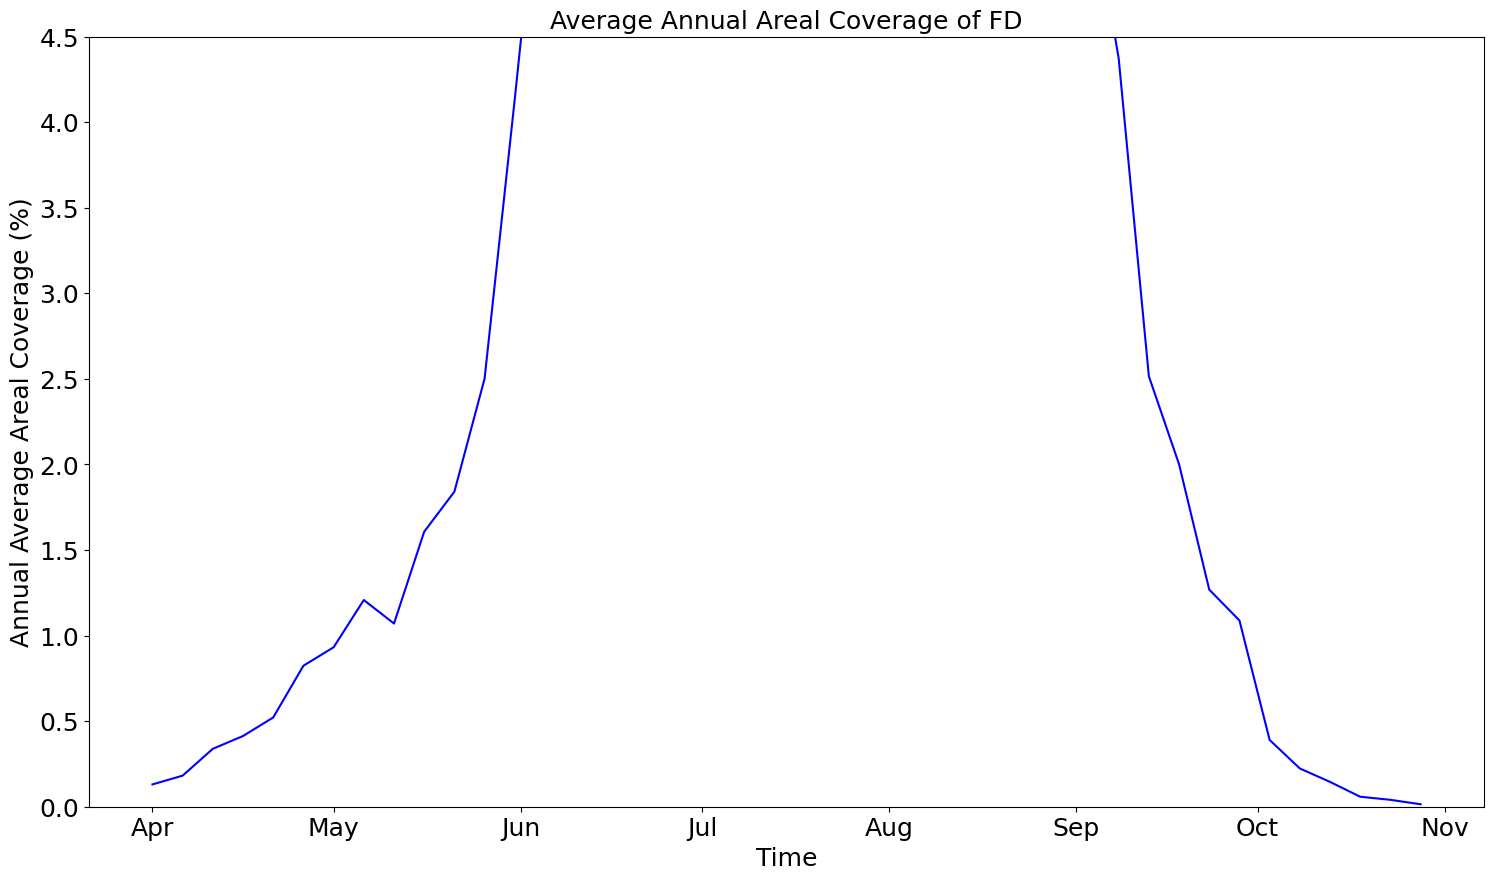 Average Annual Areal Coverage of FD
Annual Average Areal Coverage (%)
4.5
4.0
3.5
3.0
2.5
2.0
1.5
1.0
0.5
0.0
Apr May Jun Jul Aug Sep Oct Nov
Time